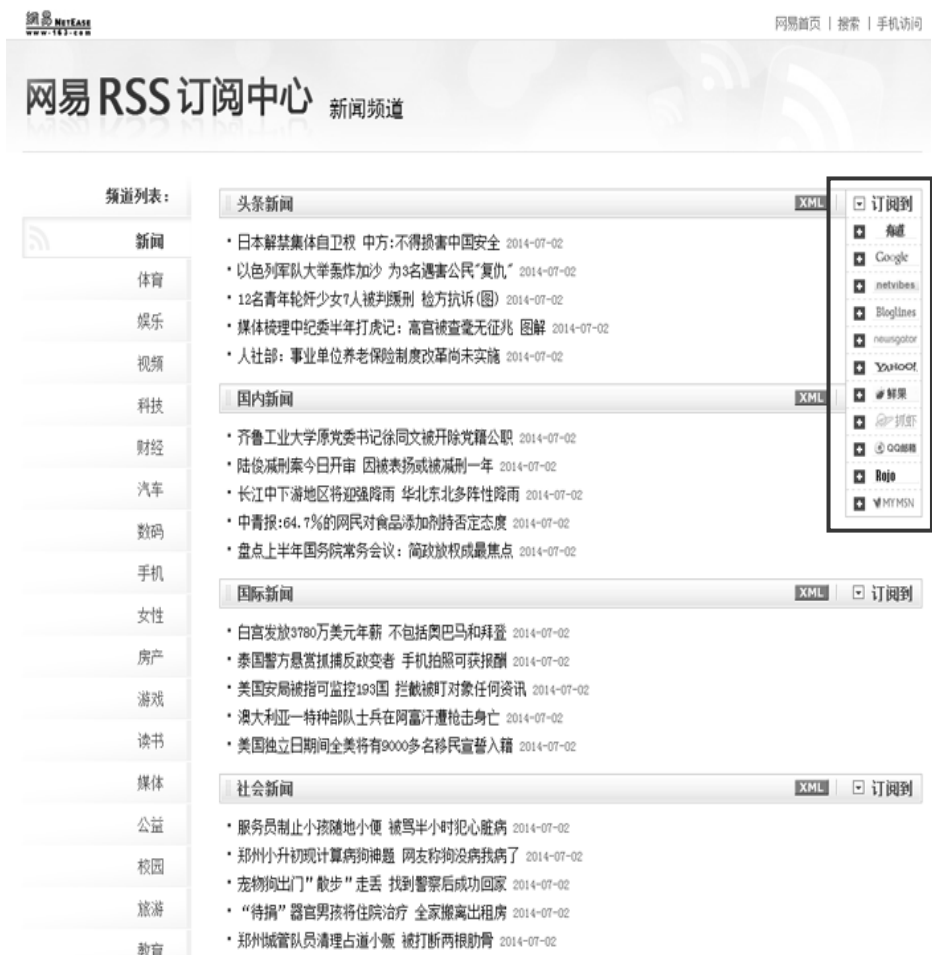 网易 NETEASE
www.163.com
网易首页 | 搜索 | 手机访问
网易RSS订阅中心 新闻频道
频道列表：
新闻
体育
娱乐
视频
科技
财经
汽车
数码
手机
女性
房产
游戏
读书
媒体
公益
校园
旅游
教育
头条新闻 XML 订阅到
・日本解禁集体自卫权 中方:不得损害中国安全 2014-07-02
・以色列军队大举轰炸加沙 为3名遇害公民"复仇" 2014-07-02
・12名青年轮奸少女7人被判缓刑 检方抗诉(图) 2014-07-02
・媒体梳理中纪委半年打虎记：高官被查毫无征兆 图解 2014-07-02
・人社部：事业单位养老保险制度改革尚未实施 2014-07-02
有道
Google
netvibes
Bloglines
newsgator
YAHOO!
鲜果
抓虾
QQ邮箱
Rojo
MY MSN
国内新闻 XML
・齐鲁工业大学原党委书记徐同文被开除党籍公职 2014-07-02
・陆俊减刑案今日开审 因被表扬或被减刑一年 2014-07-02
・长江中下游地区将迎强降雨 华北东北多阵性降雨 2014-07-02
・中青报:64.7%的网民对食品添加剂持否定态度 2014-07-02
・盘点上半年国务院常务会议：简政放权成最焦点 2014-07-02
国际新闻 XML 订阅到
・白宫发放3780万美元年薪 不包括奥巴马和拜登 2014-07-02
・泰国警方悬赏抓捕反政变者 手机拍照可获报酬 2014-07-02
・美国安局被指可监控193国 拦截被盯对象任何资讯 2014-07-02
・澳大利亚一特种部队士兵在阿富汗遭枪击身亡 2014-07-02
・美国独立日期间全美将有9000多名移民宣誓入籍 2014-07-02
社会新闻 XML 订阅到
・服务员制止小孩随地小便 被骂半小时犯心脏病 2014-07-02
・郑州小升初现计算病狗神题 网友称狗没病我病了 2014-07-02
・宠物狗出门"散步"走丢 找到警察后成功回家 2014-07-02
・“待捐”器官男孩将住院治疗 全家搬离出租房 2014-07-02
・郑州城管队员清理占道小贩 被打断两根肋骨 2014-07-02